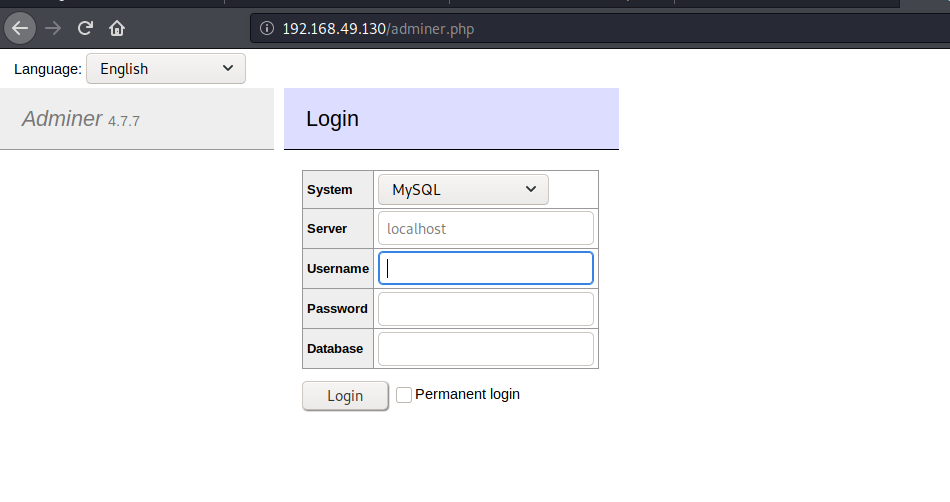 192.168.49.130/adminer.php
Language: English
Adminer 4.7.7
Login
System MySQL
Server localhost
Username
Password
Database
Login Permanent login